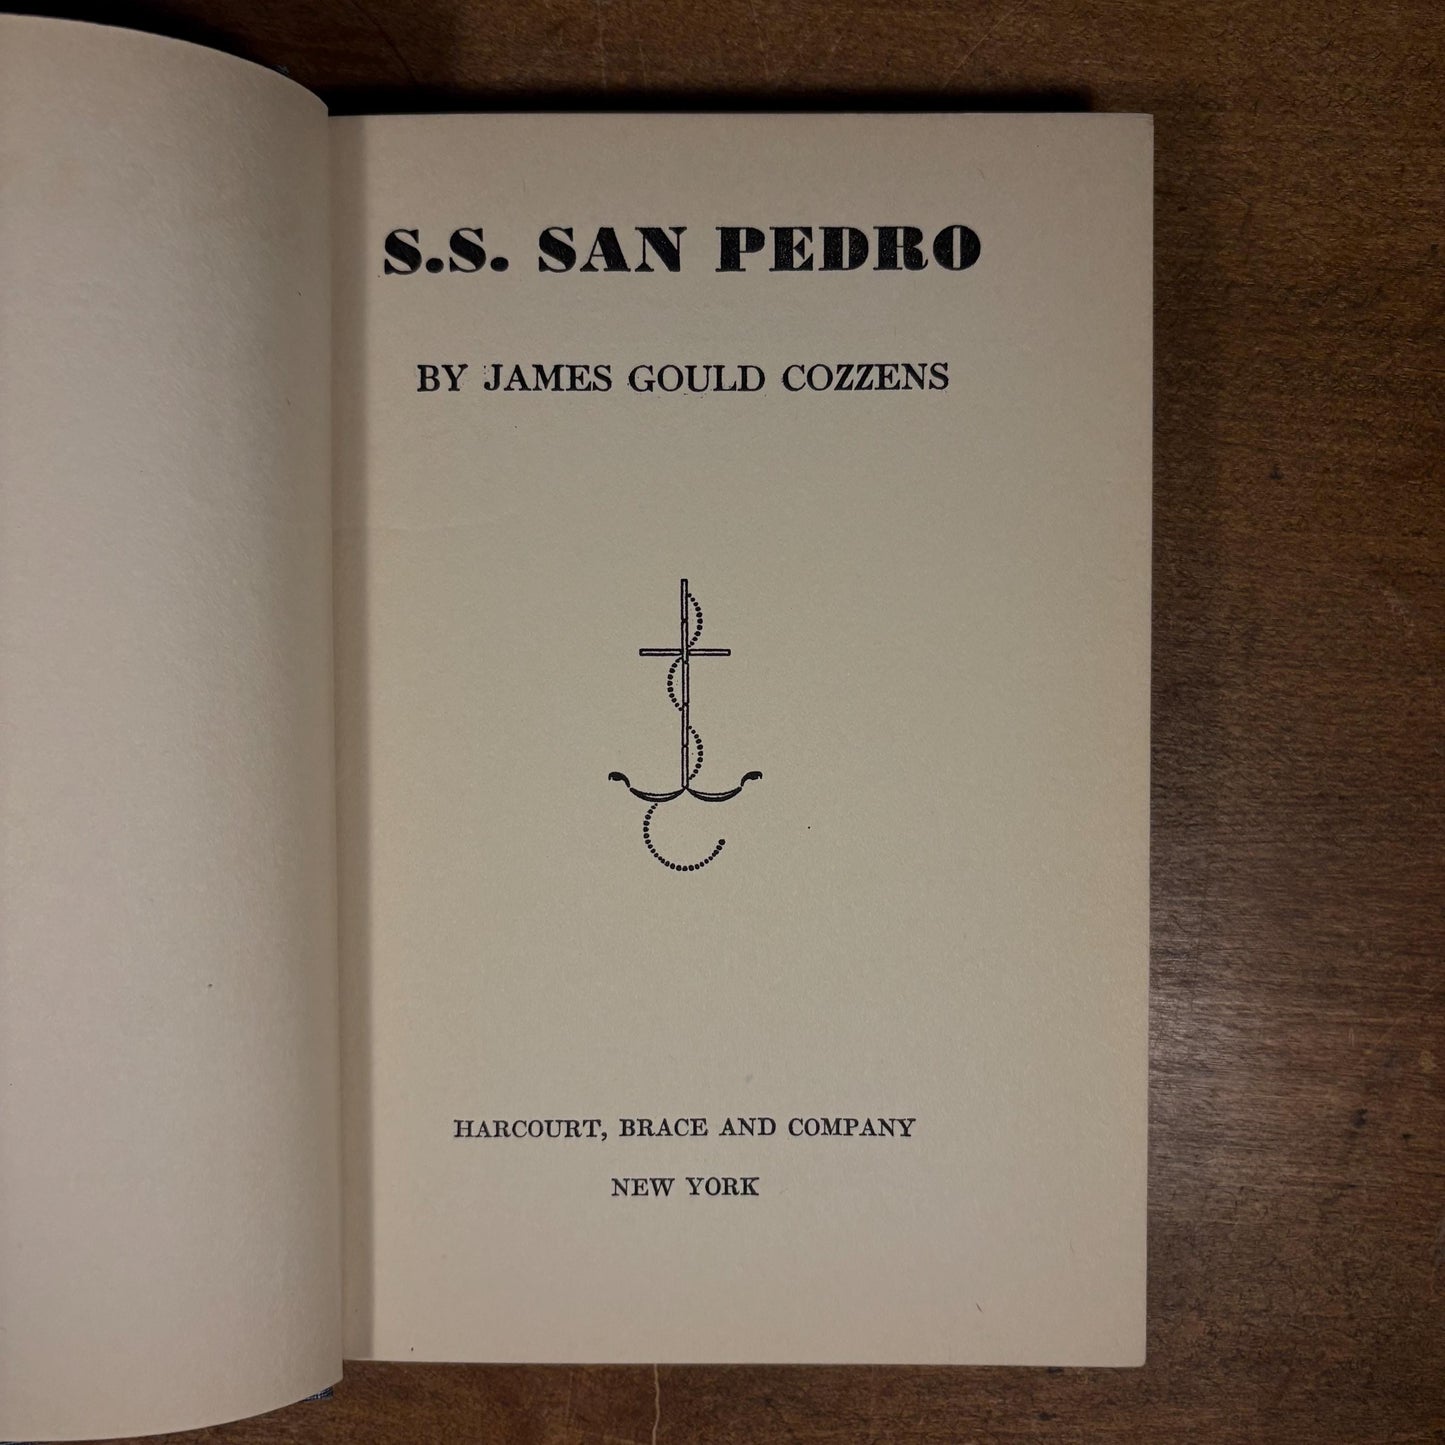 S.S. SAN PEDRO
BY JAMES GOULD COZZENS
HARCOURT, BRACE AND COMPANY
NEW YORK